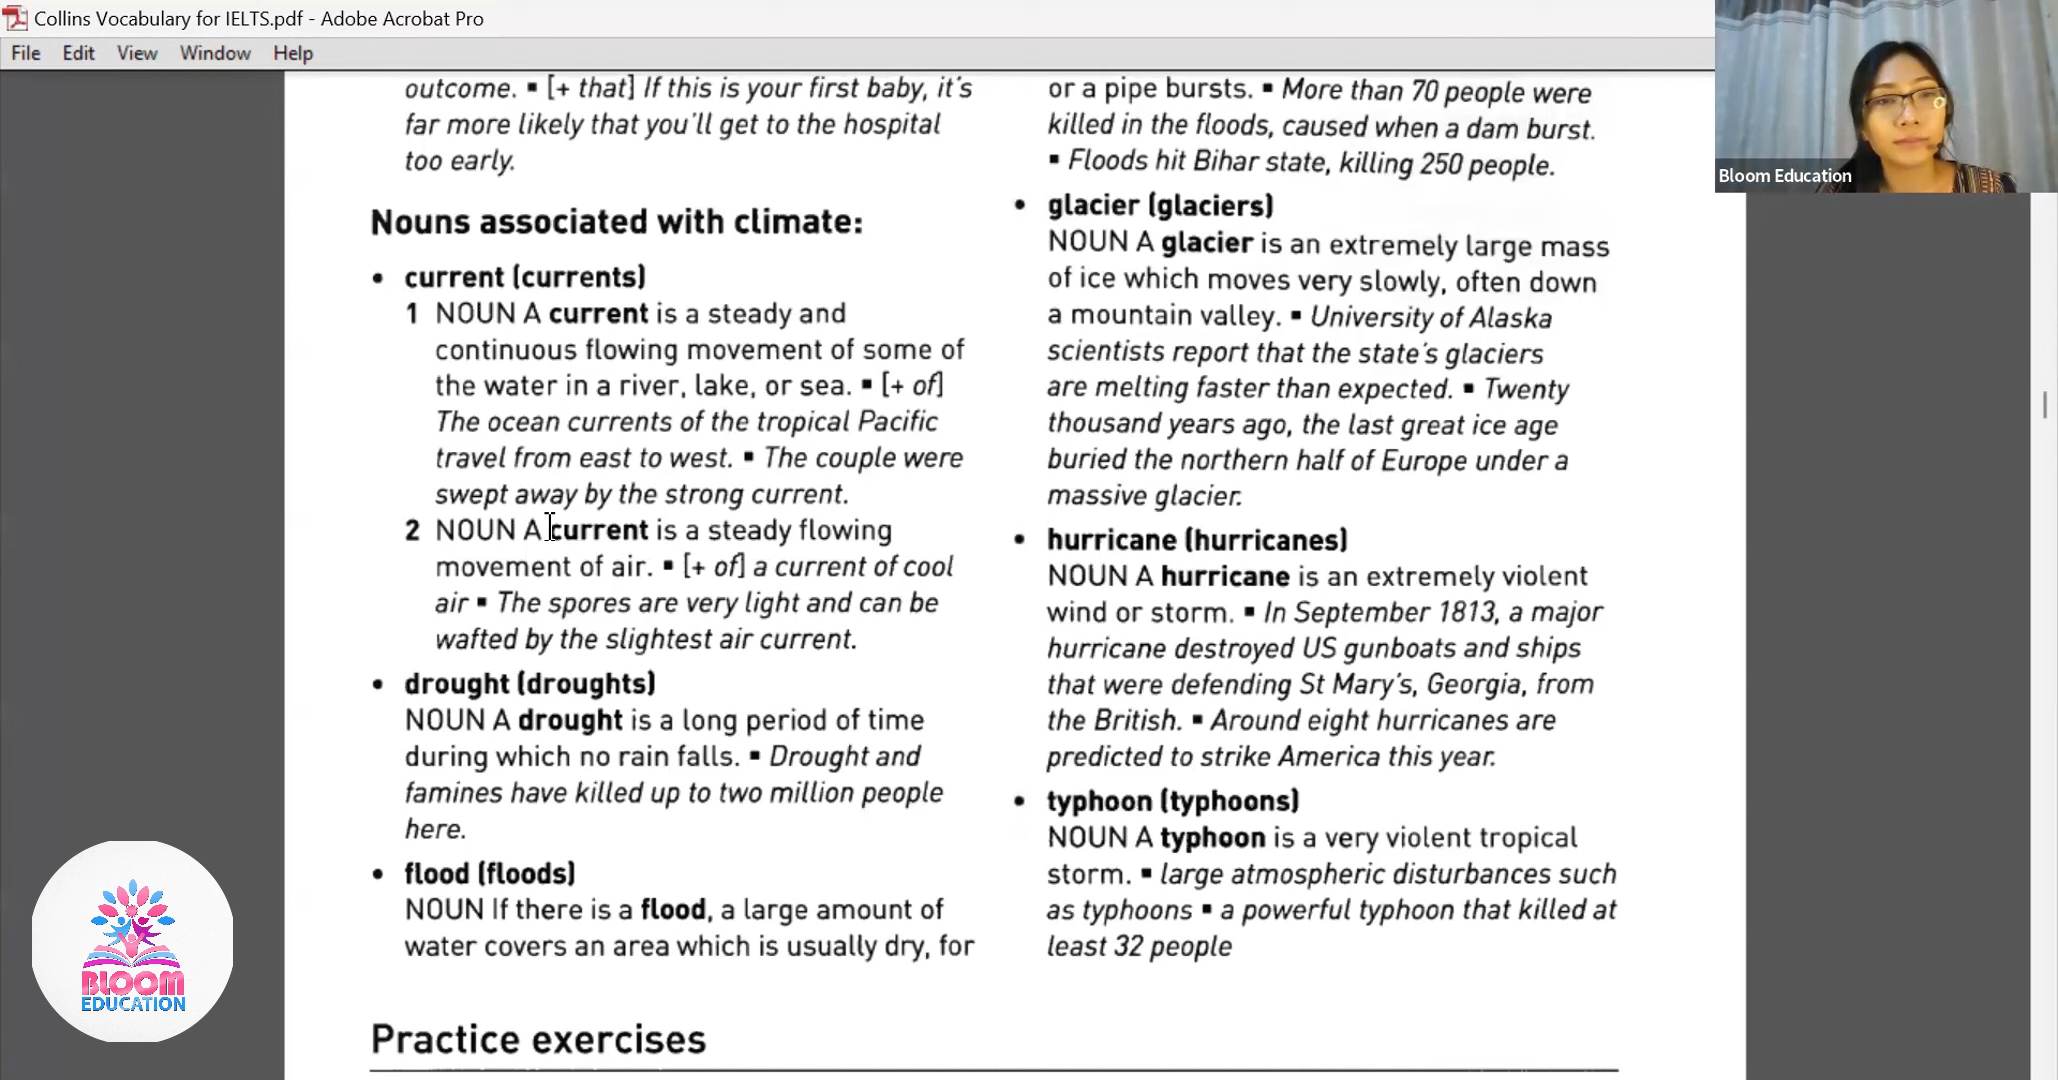 Collins Vocabulary for IELTS.pdf - Adobe Acrobat Pro
File Edit View Window Help
outcome. ▪ [+ that] If this is your first baby, it's
far more likely that you'll get to the hospital
too early.
Nouns associated with climate:
• current (currents)
1 NOUN A current is a steady and
continuous flowing movement of some of
the water in a river, lake, or sea. ▪ [+ of]
The ocean currents of the tropical Pacific
travel from east to west. ▪ The couple were
swept away by the strong current.
2 NOUN A current is a steady flowing
movement of air. ▪ [+ of] a current of cool
air ▪ The spores are very light and can be
wafted by the slightest air current.
• drought (droughts)
NOUN A drought is a long period of time
during which no rain falls. ▪ Drought and
famines have killed up to two million people
here.
• flood (floods)
NOUN If there is a flood, a large amount of
water covers an area which is usually dry, for
or a pipe bursts. ▪ More than 70 people were
killed in the floods, caused when a dam burst.
▪ Floods hit Bihar state, killing 250 people.
• glacier (glaciers)
NOUN A glacier is an extremely large mass
of ice which moves very slowly, often down
a mountain valley. ▪ University of Alaska
scientists report that the state's glaciers
are melting faster than expected. ▪ Twenty
thousand years ago, the last great ice age
buried the northern half of Europe under a
massive glacier.
• hurricane (hurricanes)
NOUN A hurricane is an extremely violent
wind or storm. ▪ In September 1813, a major
hurricane destroyed US gunboats and ships
that were defending St Mary's, Georgia, from
the British. ▪ Around eight hurricanes are
predicted to strike America this year.
• typhoon (typhoons)
NOUN A typhoon is a very violent tropical
storm. ▪ large atmospheric disturbances such
as typhoons ▪ a powerful typhoon that killed at
least 32 people
Practice exercises
Bloom Education
BLOOM
EDUCATION